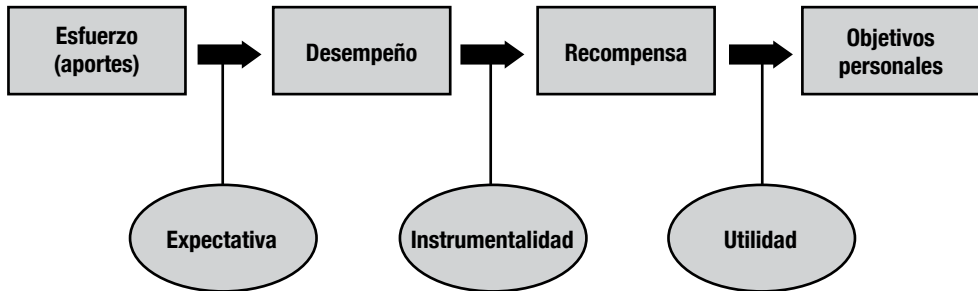 Esfuerzo
(aportes)
Desempeño
Recompensa
Objetivos
personales
Expectativa
Instrumentalidad
Utilidad